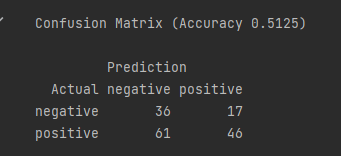 Confusion Matrix (Accuracy 0.5125)
Prediction
Actual negative positive
negative 36 17
positive 61 46